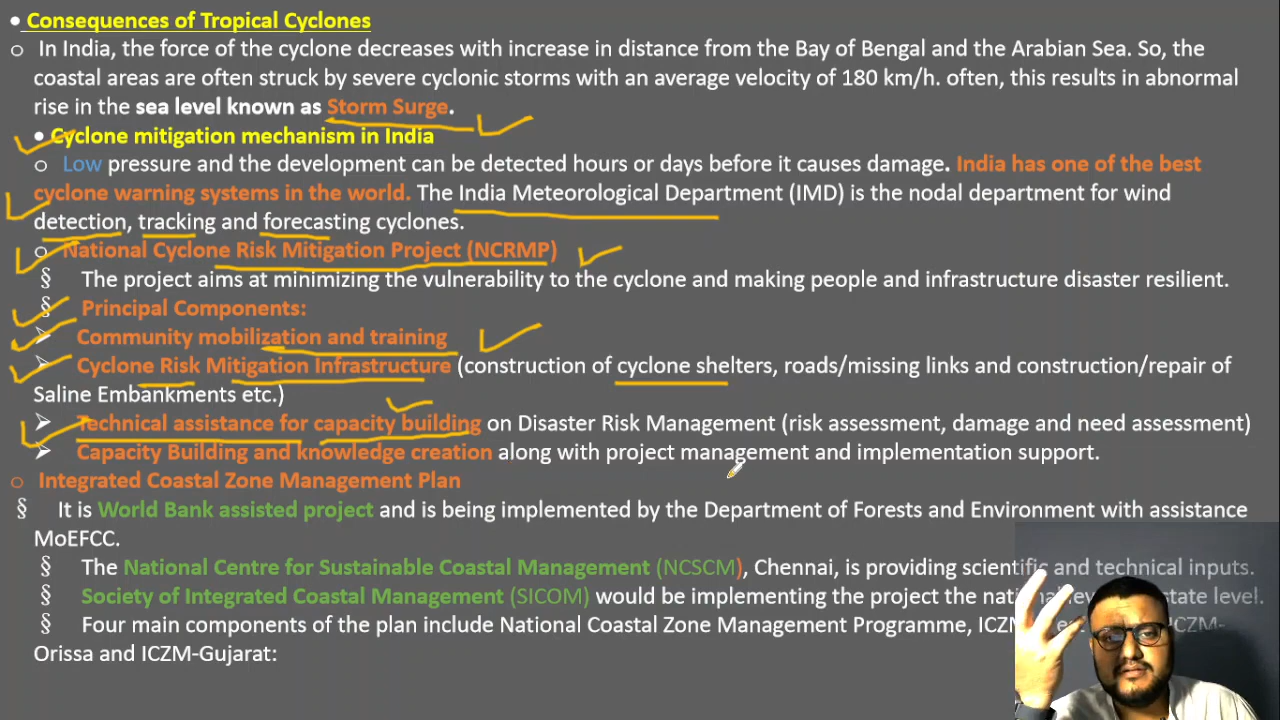 • Consequences of Tropical Cyclones
o In India, the force of the cyclone decreases with increase in distance from the Bay of Bengal and the Arabian Sea. So, the
coastal areas are often struck by severe cyclonic storms with an average velocity of 180 km/h. often, this results in abnormal
rise in the sea level known as Storm Surge.
• Cyclone mitigation mechanism in India
o Low pressure and the development can be detected hours or days before it causes damage. India has one of the best
cyclone warning systems in the world. The India Meteorological Department (IMD) is the nodal department for wind
detection, tracking and forecasting cyclones.
o National Cyclone Risk Mitigation Project (NCRMP)
§ The project aims at minimizing the vulnerability to the cyclone and making people and infrastructure disaster resilient.
§ Principal Components:
➢ Community mobilization and training
➢ Cyclone Risk Mitigation Infrastructure (construction of cyclone shelters, roads/missing links and construction/repair of
Saline Embankments etc.)
➢ Technical assistance for capacity building on Disaster Risk Management (risk assessment, damage and need assessment)
➢ Capacity Building and knowledge creation along with project management and implementation support.
o Integrated Coastal Zone Management Plan
§ It is World Bank assisted project and is being implemented by the Department of Forests and Environment with assistance
MoEFCC.
§ The National Centre for Sustainable Coastal Management (NCSCM), Chennai, is providing scientific and technical inputs.
§ Society of Integrated Coastal Management (SICOM) would be implementing the project the national level state level.
§ Four main components of the plan include National Coastal Zone Management Programme,
Orissa and ICZM-Gujarat: